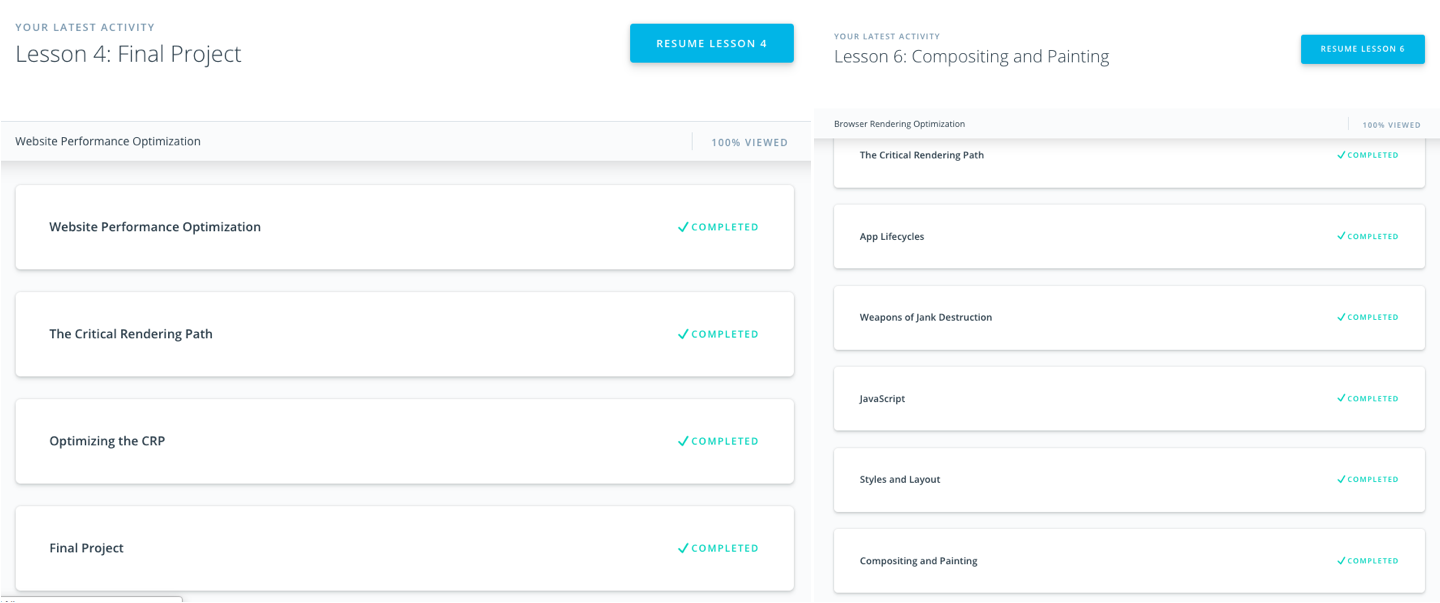 YOUR LATEST ACTIVITY
Lesson 4: Final Project
RESUME LESSON 4
Website Performance Optimization
100% VIEWED
Website Performance Optimization
COMPLETED
The Critical Rendering Path
COMPLETED
Optimizing the CRP
COMPLETED
Final Project
COMPLETED
YOUR LATEST ACTIVITY
Lesson 6: Compositing and Painting
RESUME LESSON 6
Browser Rendering Optimization
100% VIEWED
The Critical Rendering Path
COMPLETED
App Lifecycles
COMPLETED
Weapons of Jank Destruction
COMPLETED
JavaScript
COMPLETED
Styles and Layout
COMPLETED
Compositing and Painting
COMPLETED